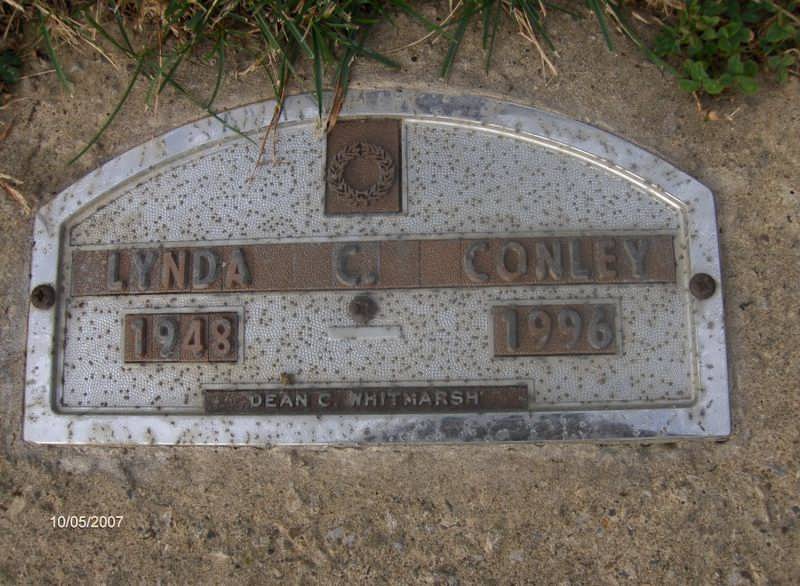 LYNDA C. CONLEY
1948 1996
DEAN C. WHITMARSH
10/05/2007